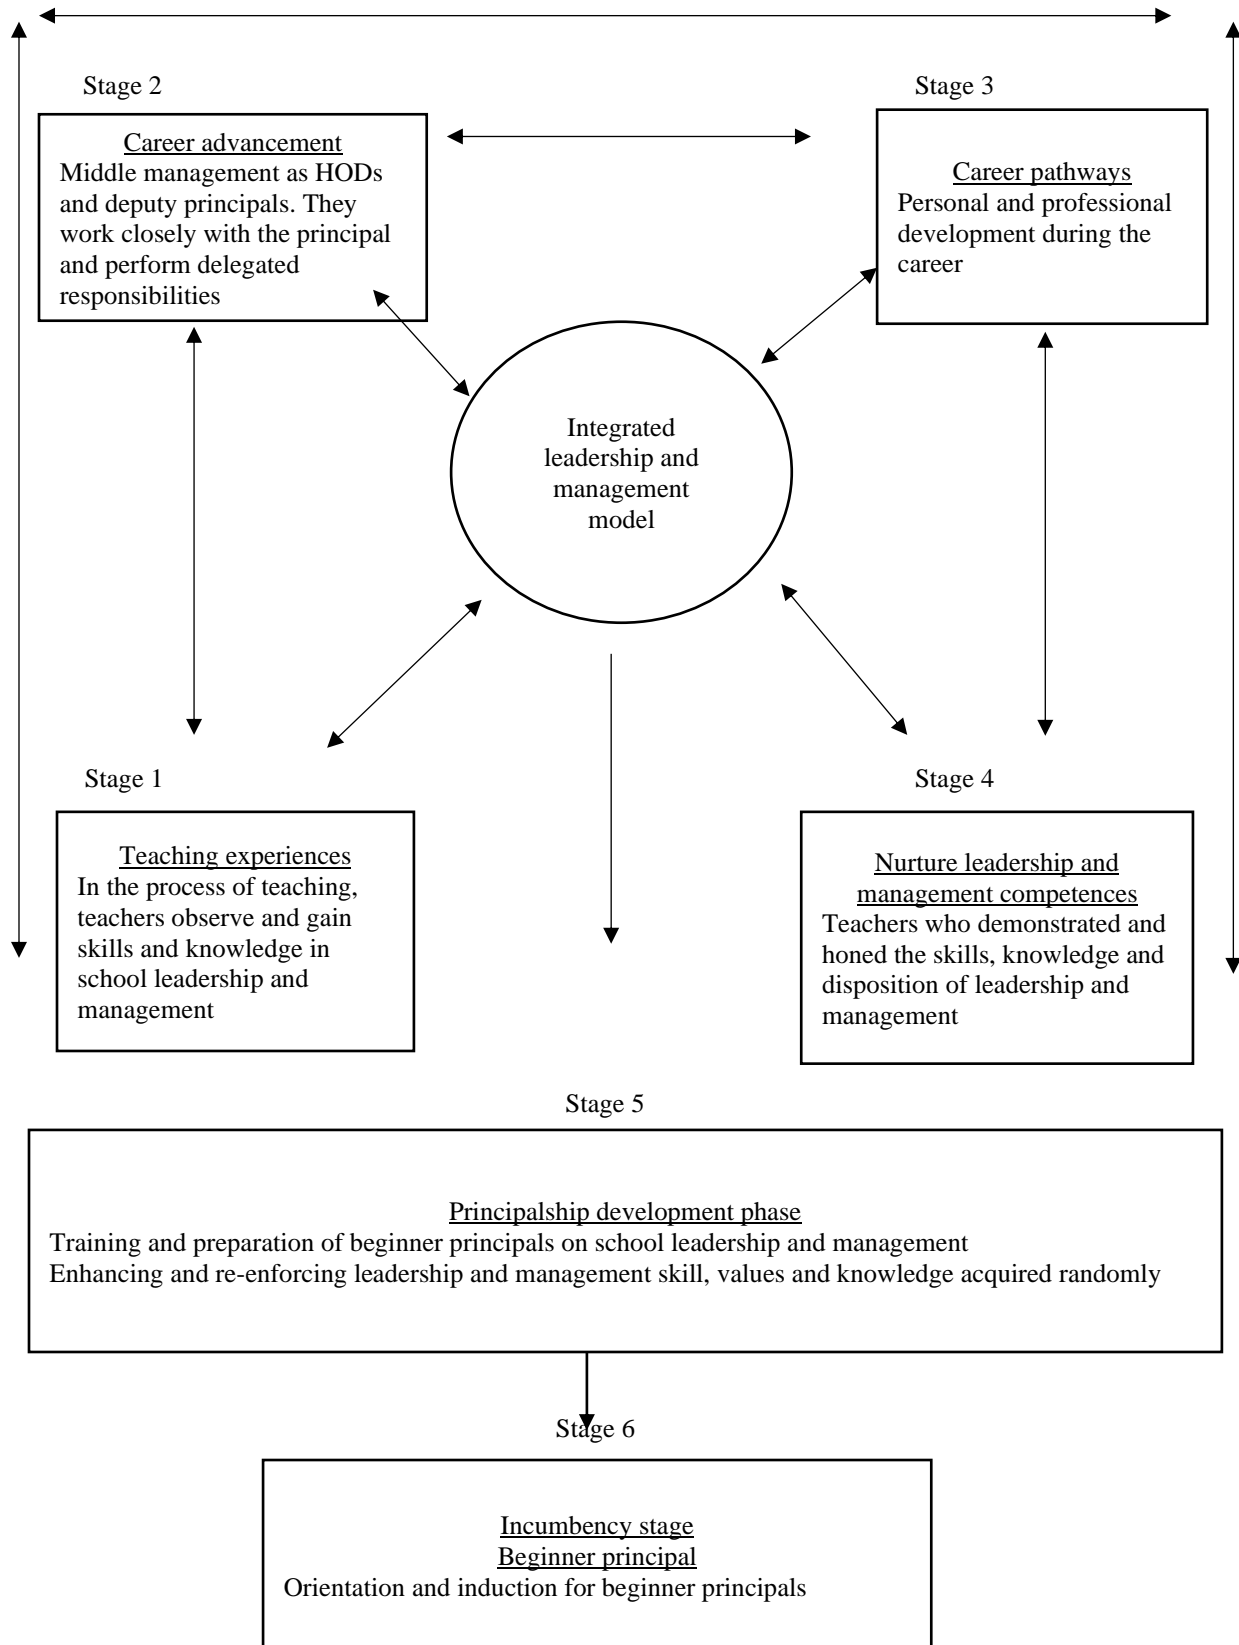 Stage 2
Career advancement
Middle management as HODs
and deputy principals. They
work closely with the principal
and perform delegated
responsibilities
Stage 3
Career pathways
Personal and professional
development during the
career
Integrated
leadership and
management
model
Stage 1
Teaching experiences
In the process of teaching,
teachers observe and gain
skills and knowledge in
school leadership and
management
Stage 4
Nurture leadership and
management competences
Teachers who demonstrated and
honed the skills, knowledge and
disposition of leadership and
management
Stage 5
Principalship development phase
Training and preparation of beginner principals on school leadership and management
Enhancing and re-enforcing leadership and management skill, values and knowledge acquired randomly
Stage 6
Incumbency stage
Beginner principal
Orientation and induction for beginner principals